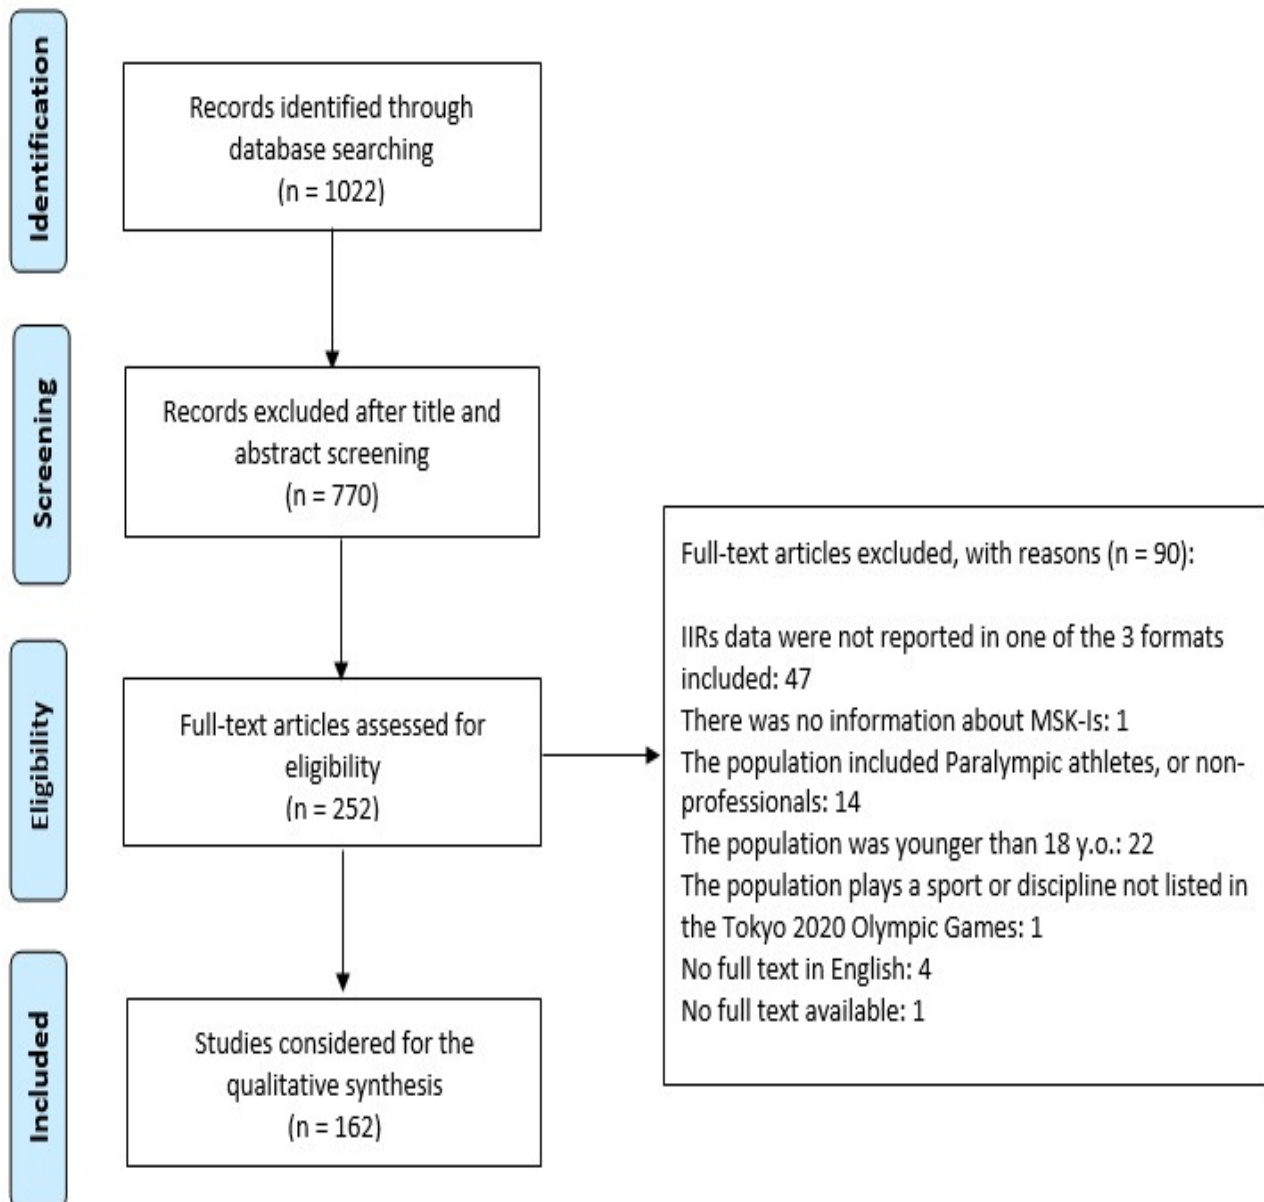 Identification
Records identified through
database searching
(n = 1022)
Screening
Records excluded after title and
abstract screening
(n = 770)
Eligibility
Full-text articles assessed for
eligibility
(n = 252)
Full-text articles excluded, with reasons (n = 90):
IIRs data were not reported in one of the 3 formats
included: 47
There was no information about MSK-Is: 1
The population included Paralympic athletes, or non-
professionals: 14
The population was younger than 18 y.o.: 22
The population plays a sport or discipline not listed in
the Tokyo 2020 Olympic Games: 1
No full text in English: 4
No full text available: 1
Included
Studies considered for the
qualitative synthesis
(n = 162)